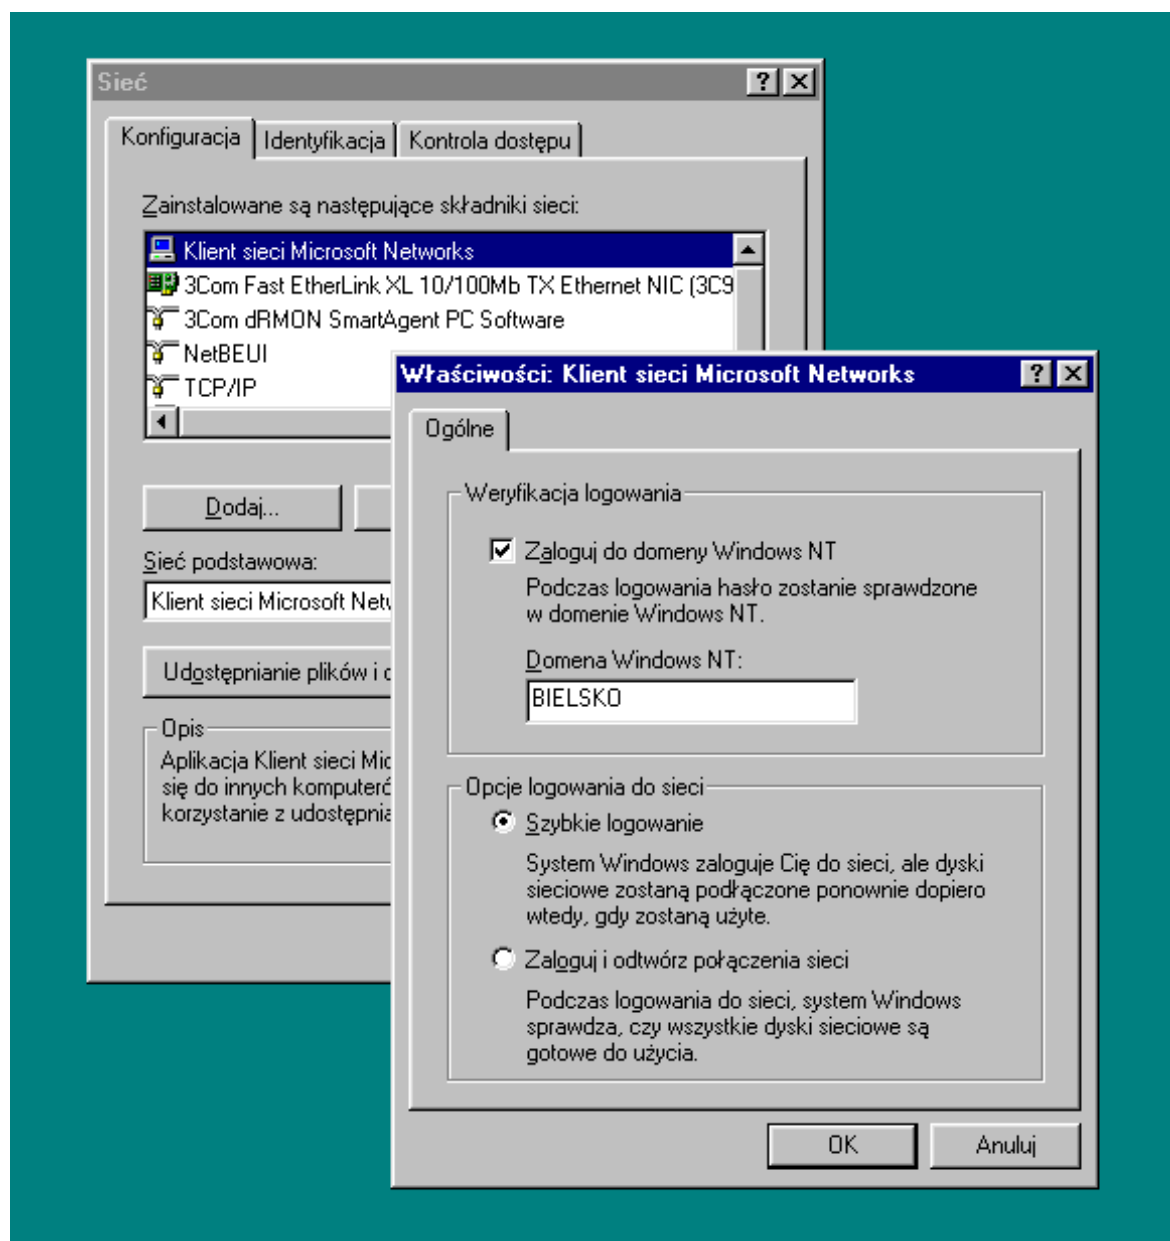 Sieć
Konfiguracja
Identyfikacja
Kontrola dostępu
Zainstalowane są następujące składniki sieci:
Klient sieci Microsoft Networks
3Com Fast EtherLink XL 10/100Mb TX Ethernet NIC (3C9
3Com dRMON SmartAgent PC Software
NetBEUI
TCP/IP
Dodaj...
Sieć podstawowa:
Klient sieci Microsoft Netw
Udostępnianie plików i
Opis
Aplikacja Klient sieci Mic
się do innych komputeró
korzystanie z udostępnia
Właściwości: Klient sieci Microsoft Networks
Ogólne
Weryfikacja logowania
Zaloguj do domeny Windows NT
Podczas logowania hasło zostanie sprawdzone
w domenie Windows NT.
Domena Windows NT:
BIELSKO
Opcje logowania do sieci
Szybkie logowanie
System Windows zaloguje Cię do sieci, ale dyski
sieciowe zostaną podłączone ponownie dopiero
wtedy, gdy zostaną użyte.
Zaloguj i odtwórz połączenia sieci
Podczas logowania do sieci, system Windows
sprawdza, czy wszystkie dyski sieciowe są
gotowe do użycia.
OK
Anuluj